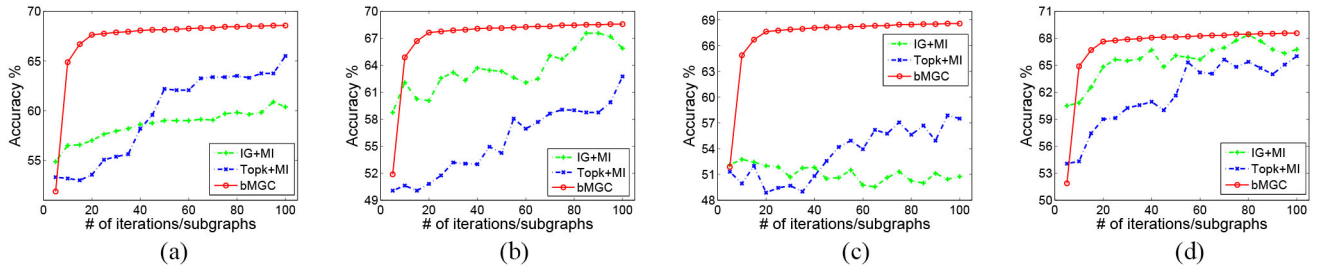 Accuracy %
70
65
60
55
0 20 40 60 80 100
# of iterations/subgraphs
IG+MI
Topk+MI
bMGC
(a)
Accuracy %
70
67
64
61
58
55
52
49
0 20 40 60 80 100
# of iterations/subgraphs
IG+MI
Topk+MI
bMGC
(b)
Accuracy %
69
66
63
60
57
54
51
48
0 20 40 60 80 100
# of iterations/subgraphs
IG+MI
Topk+MI
bMGC
(c)
Accuracy %
71
68
65
62
59
56
53
50
0 20 40 60 80 100
# of iterations/subgraphs
IG+MI
Topk+MI
bMGC
(d)